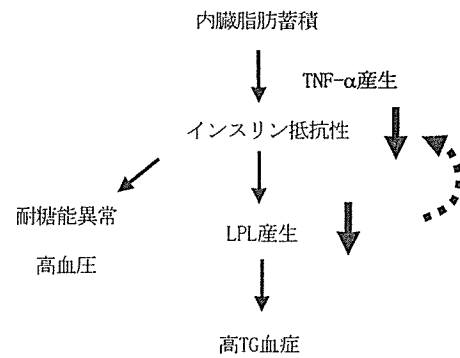 内臓脂肪蓄積
TNF-α産生
インスリン抵抗性
耐糖能異常
LPL産生
高血圧
高TG血症